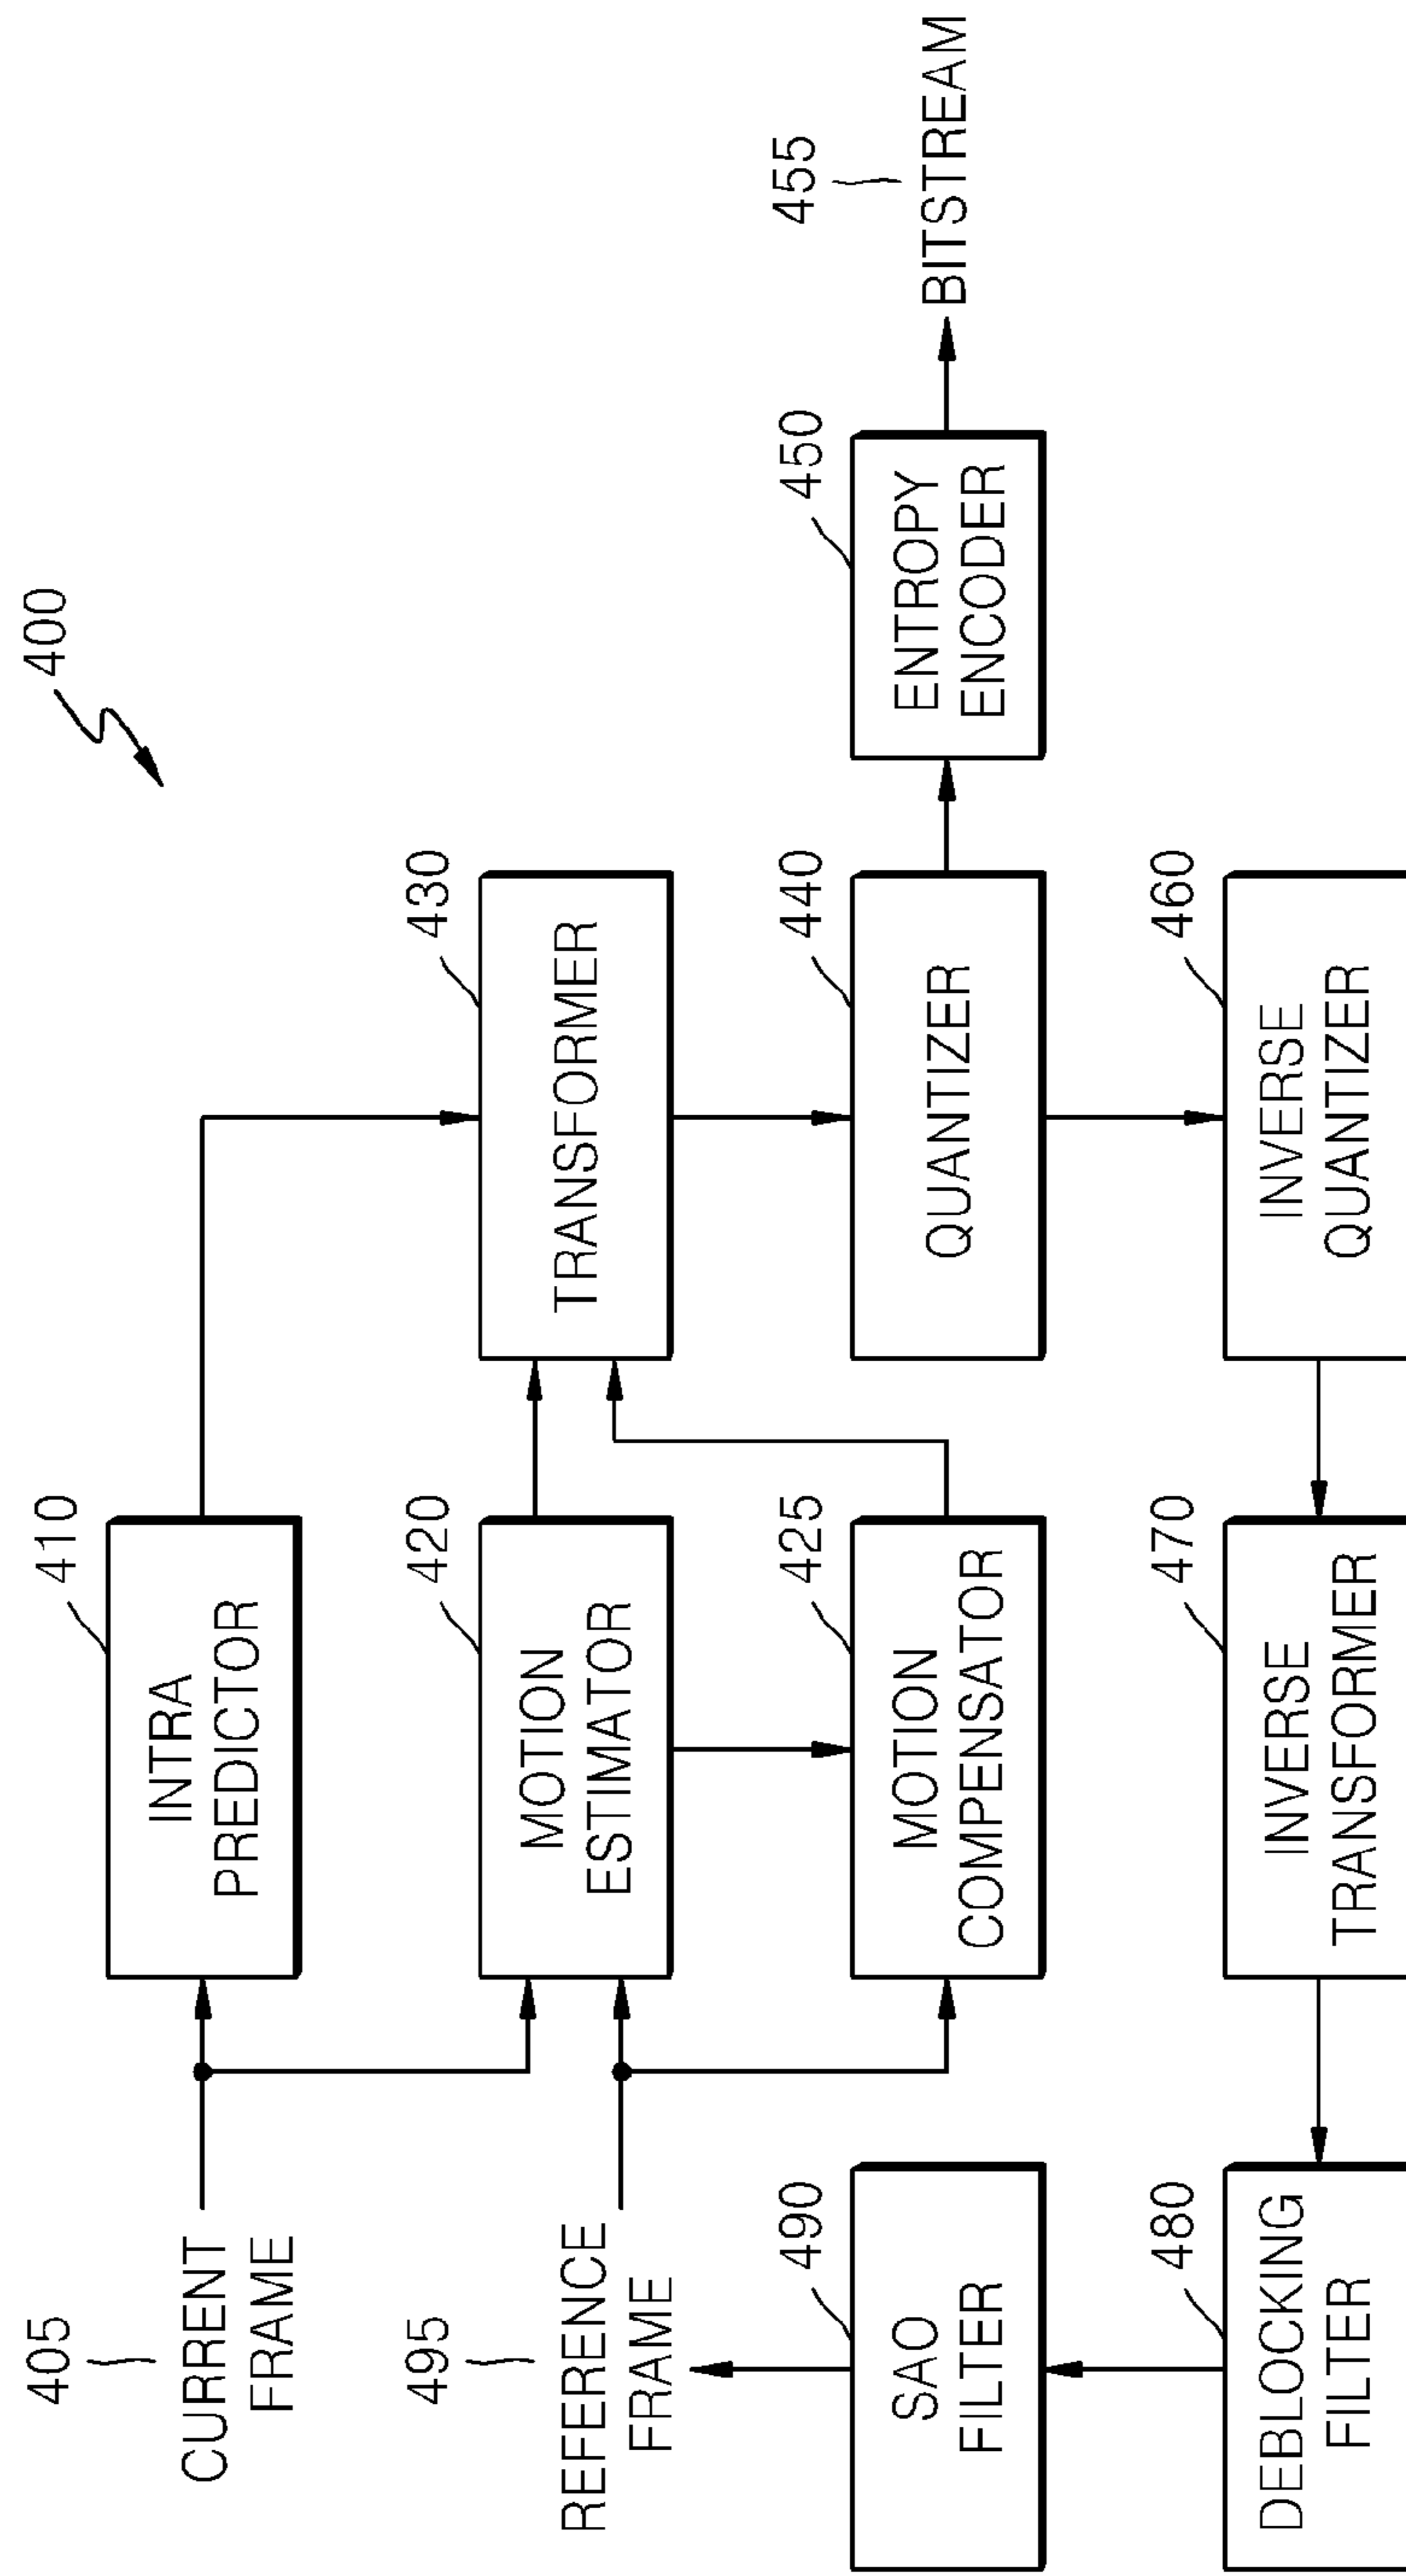 400
405
CURRENT
FRAME
410
INTRA
PREDICTOR
495
REFERENCE
FRAME
420
MOTION
ESTIMATOR
430
TRANSFORMER
490
SAO
FILTER
425
MOTION
COMPENSATOR
440
QUANTIZER
450
ENTROPY
ENCODER
455
BITSTREAM
480
DEBLOCKING
FILTER
470
INVERSE
TRANSFORMER
460
INVERSE
QUANTIZER